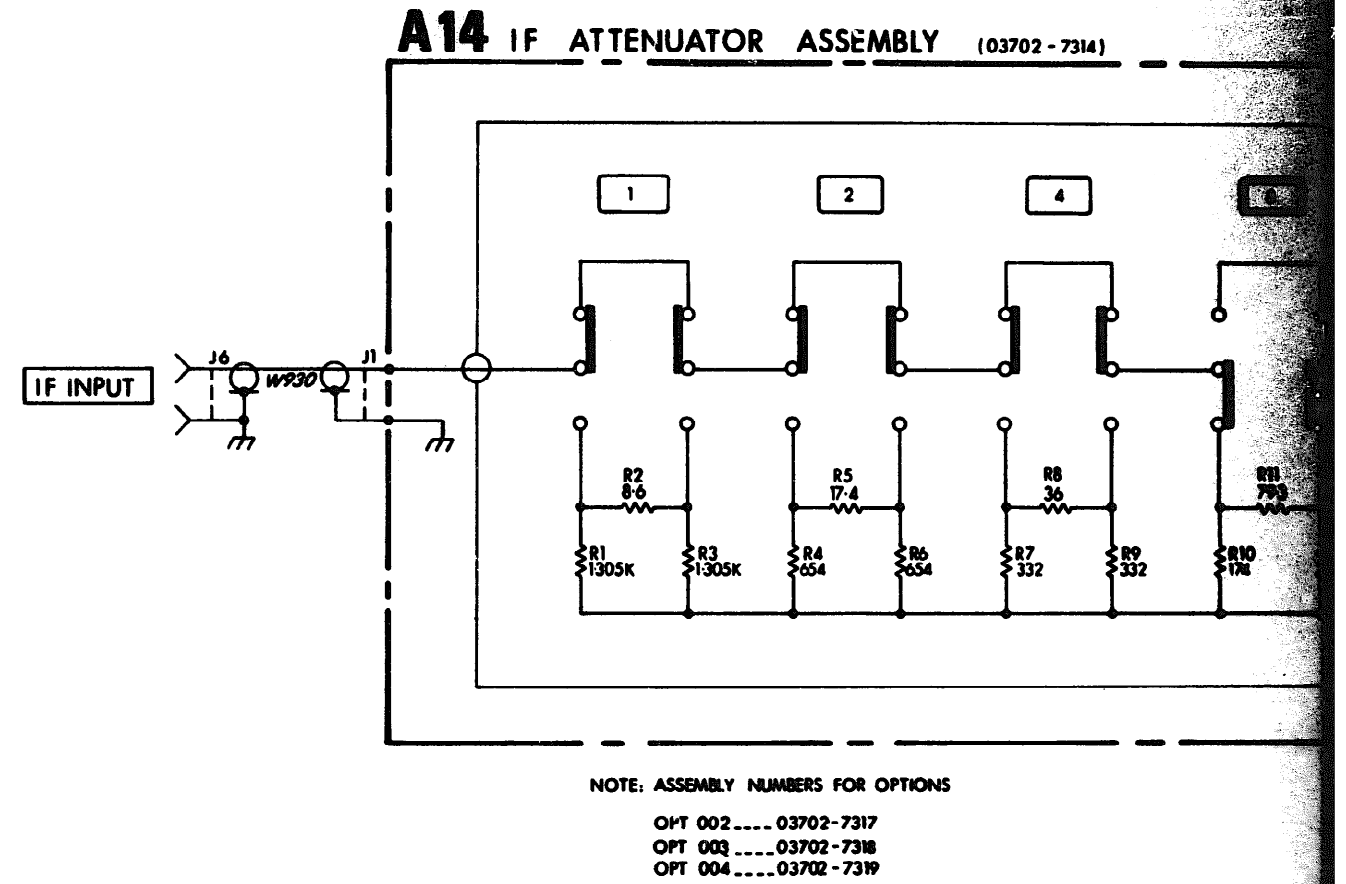 A14 IF ATTENUATOR ASSEMBLY (03702-7314)
1
2
4
J6
W930
J1
IF INPUT
R2
8·6
R5
17·4
R8
36
R11
793
R1
1·305K
R3
1·305K
R4
654
R6
654
R7
332
R9
332
R10
NOTE: ASSEMBLY NUMBERS FOR OPTIONS
OPT 002----03702-7317
OPT 003----03702-7318
OPT 004----03702-7319